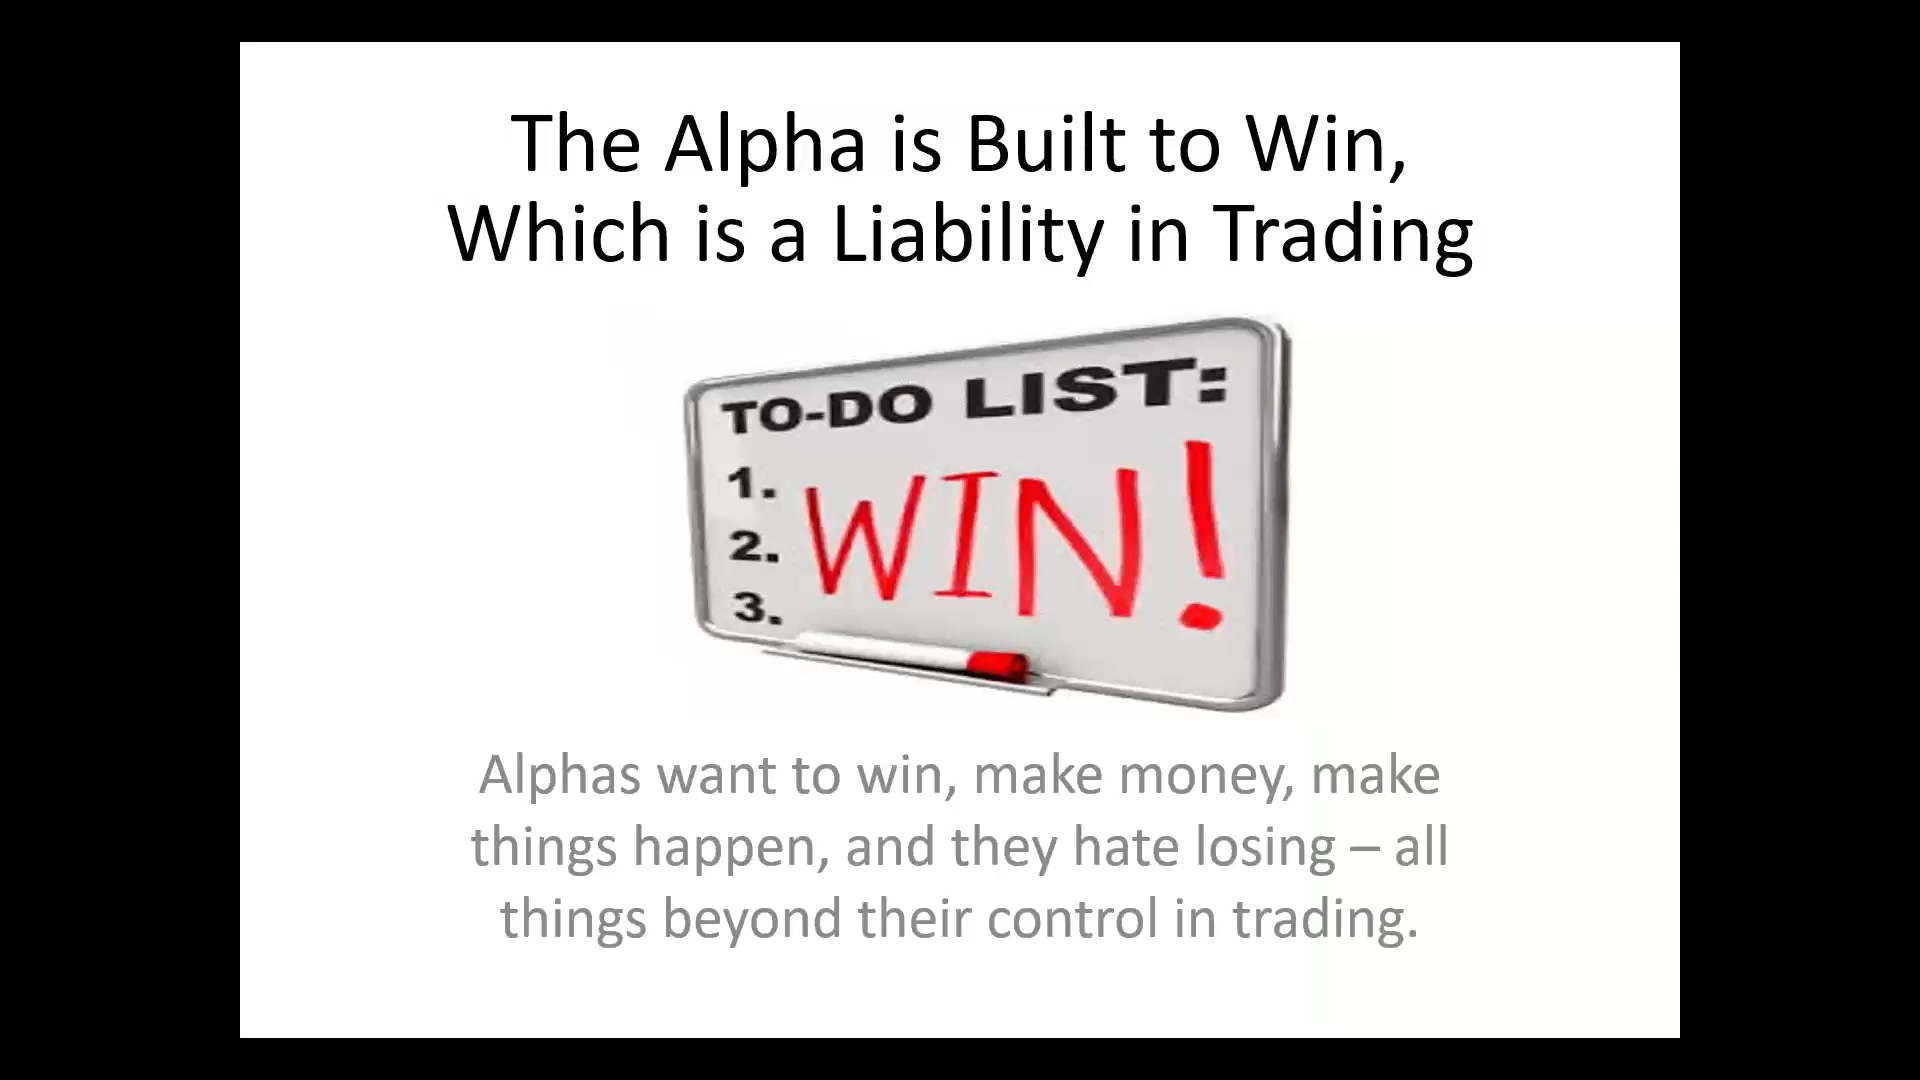 The Alpha is Built to Win,
Which is a Liability in Trading
TO-DO LIST:
1.
2.
3.
WIN!
Alphas want to win, make money, make
things happen, and they hate losing – all
things beyond their control in trading.